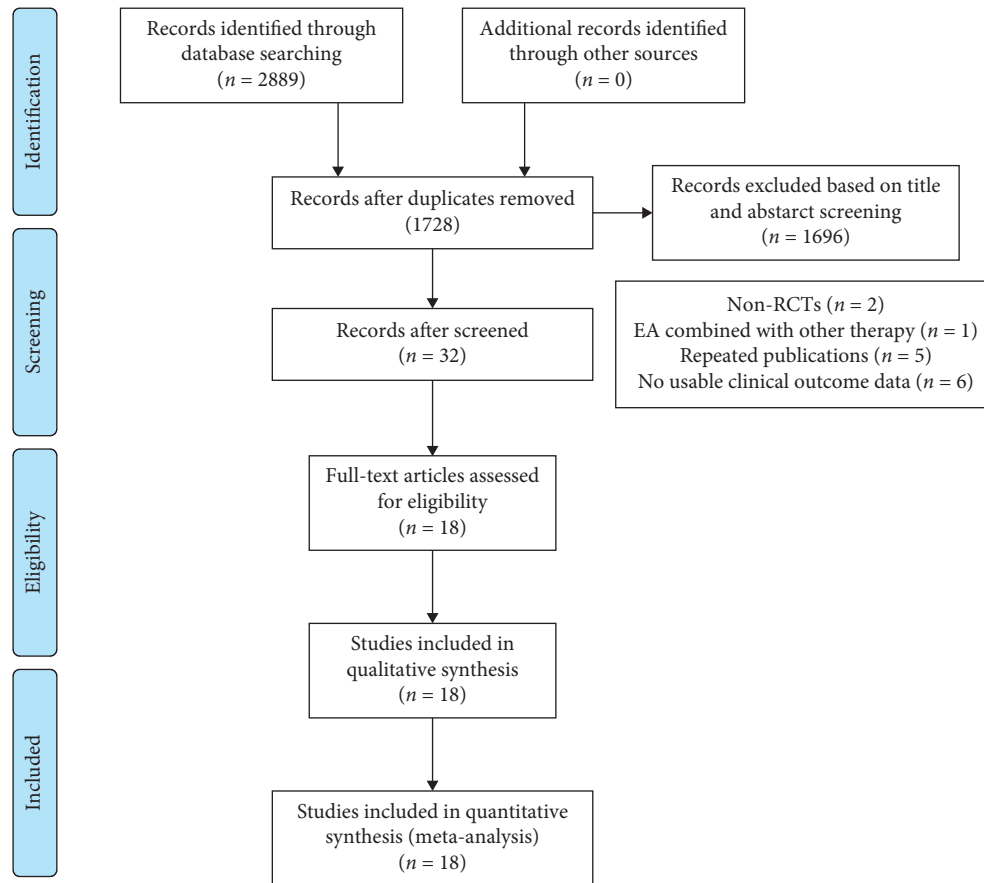 Identification
Records identified through
database searching
(n = 2889)
Additional records identified
through other sources
(n = 0)
Records after duplicates removed
(1728)
Records excluded based on title
and abstarct screening
(n = 1696)
Screening
Records after screened
(n = 32)
Non-RCTs (n = 2)
EA combined with other therapy (n = 1)
Repeated publications (n = 5)
No usable clinical outcome data (n = 6)
Eligibility
Full-text articles assessed
for eligibility
(n = 18)
Studies included in
qualitative synthesis
(n = 18)
Included
Studies included in quantitative
synthesis (meta-analysis)
(n = 18)